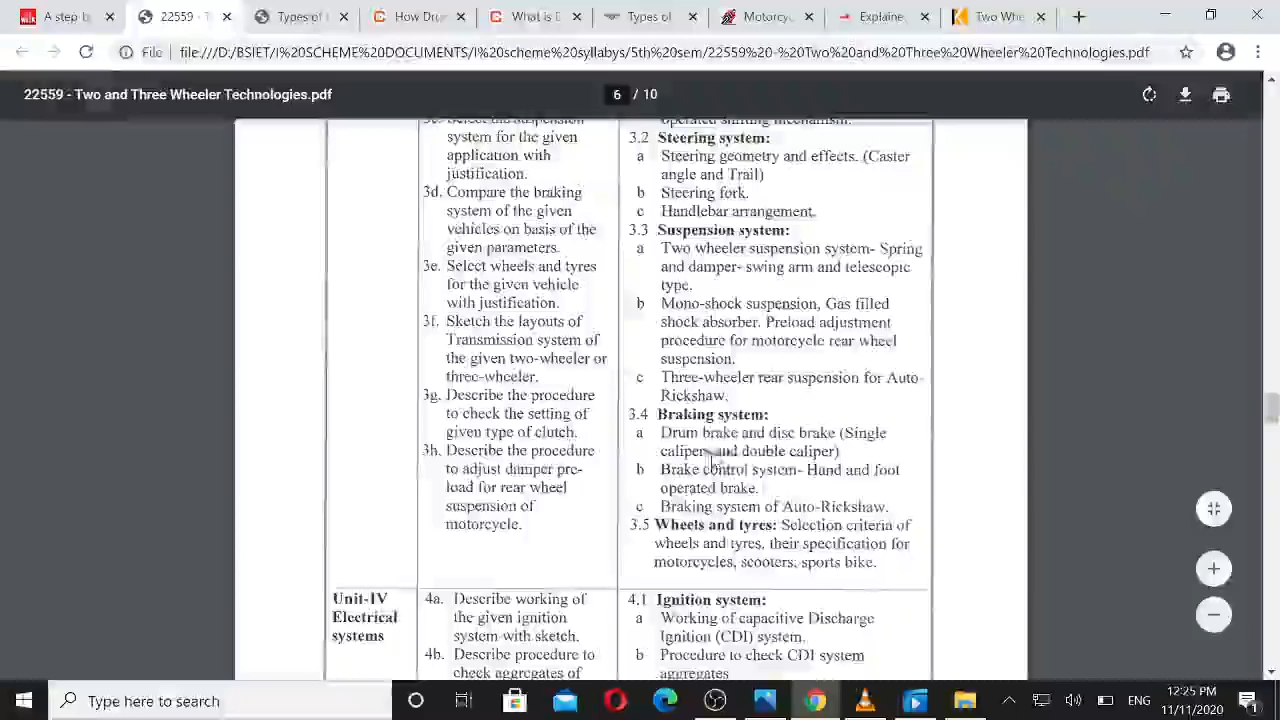 A step b
22559 - T
Types of
How Drum
What is D
Types of
Motorcy
Explaine
Two Whe
File
file:///D:/BSIET/I%20SCHEME%20DOCUMENTS/I%20scheme%20syllabys/5th%20sem/22559%20-%20Two%20and%20Three%20Wheeler%20Technologies.pdf
22559 - Two and Three Wheeler Technologies.pdf
6 / 10
3c. Select the suspension
system for the given
application with
justification.
3d. Compare the braking
system of the given
vehicles on basis of the
given parameters.
3e. Select wheels and tyres
for the given vehicle
with justification.
3f. Sketch the layouts of
Transmission system of
the given two-wheeler or
three-wheeler.
3g. Describe the procedure
to check the setting of
given type of clutch.
3h. Describe the procedure
to adjust damper pre-
load for rear wheel
suspension of
motorcycle.
operated shifting mechanism.
3.2 Steering system:
a Steering geometry and effects. (Caster
angle and Trail)
b Steering fork.
c Handlebar arrangement.
3.3 Suspension system:
a Two wheeler suspension system- Spring
and damper- swing arm and telescopic
type.
b Mono-shock suspension, Gas filled
shock absorber. Preload adjustment
procedure for motorcycle rear wheel
suspension.
c Three-wheeler rear suspension for Auto-
Rickshaw.
3.4 Braking system:
a Drum brake and disc brake (Single
caliper and double caliper)
b Brake control system- Hand and foot
operated brake.
c Braking system of Auto-Rickshaw.
3.5 Wheels and tyres: Selection criteria of
wheels and tyres, their specification for
motorcycles, scooters, sports bike.
Unit-IV
Electrical
systems
4a. Describe working of
the given ignition
system with sketch.
4b. Describe procedure to
check aggregates of
4.1 Ignition system:
a Working of capacitive Discharge
Ignition (CDI) system.
b Procedure to check CDI system
aggregates
Type here to search
ENG
12:25 PM
11/11/2020
1